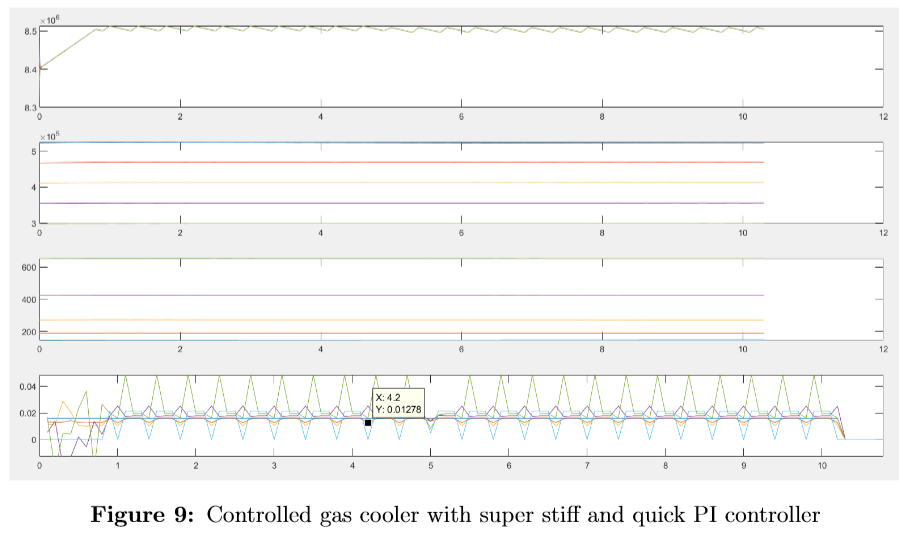 ×10⁶
8.5
8.4
8.3
0 2 4 6 8 10 12
×10⁵
5
4
3
0 2 4 6 8 10 12
600
400
200
0 2 4 6 8 10 12
0.04
0.02
0
X: 4.2
Y: 0.01278
0 1 2 3 4 5 6 7 8 9 10
Figure 9: Controlled gas cooler with super stiff and quick PI controller